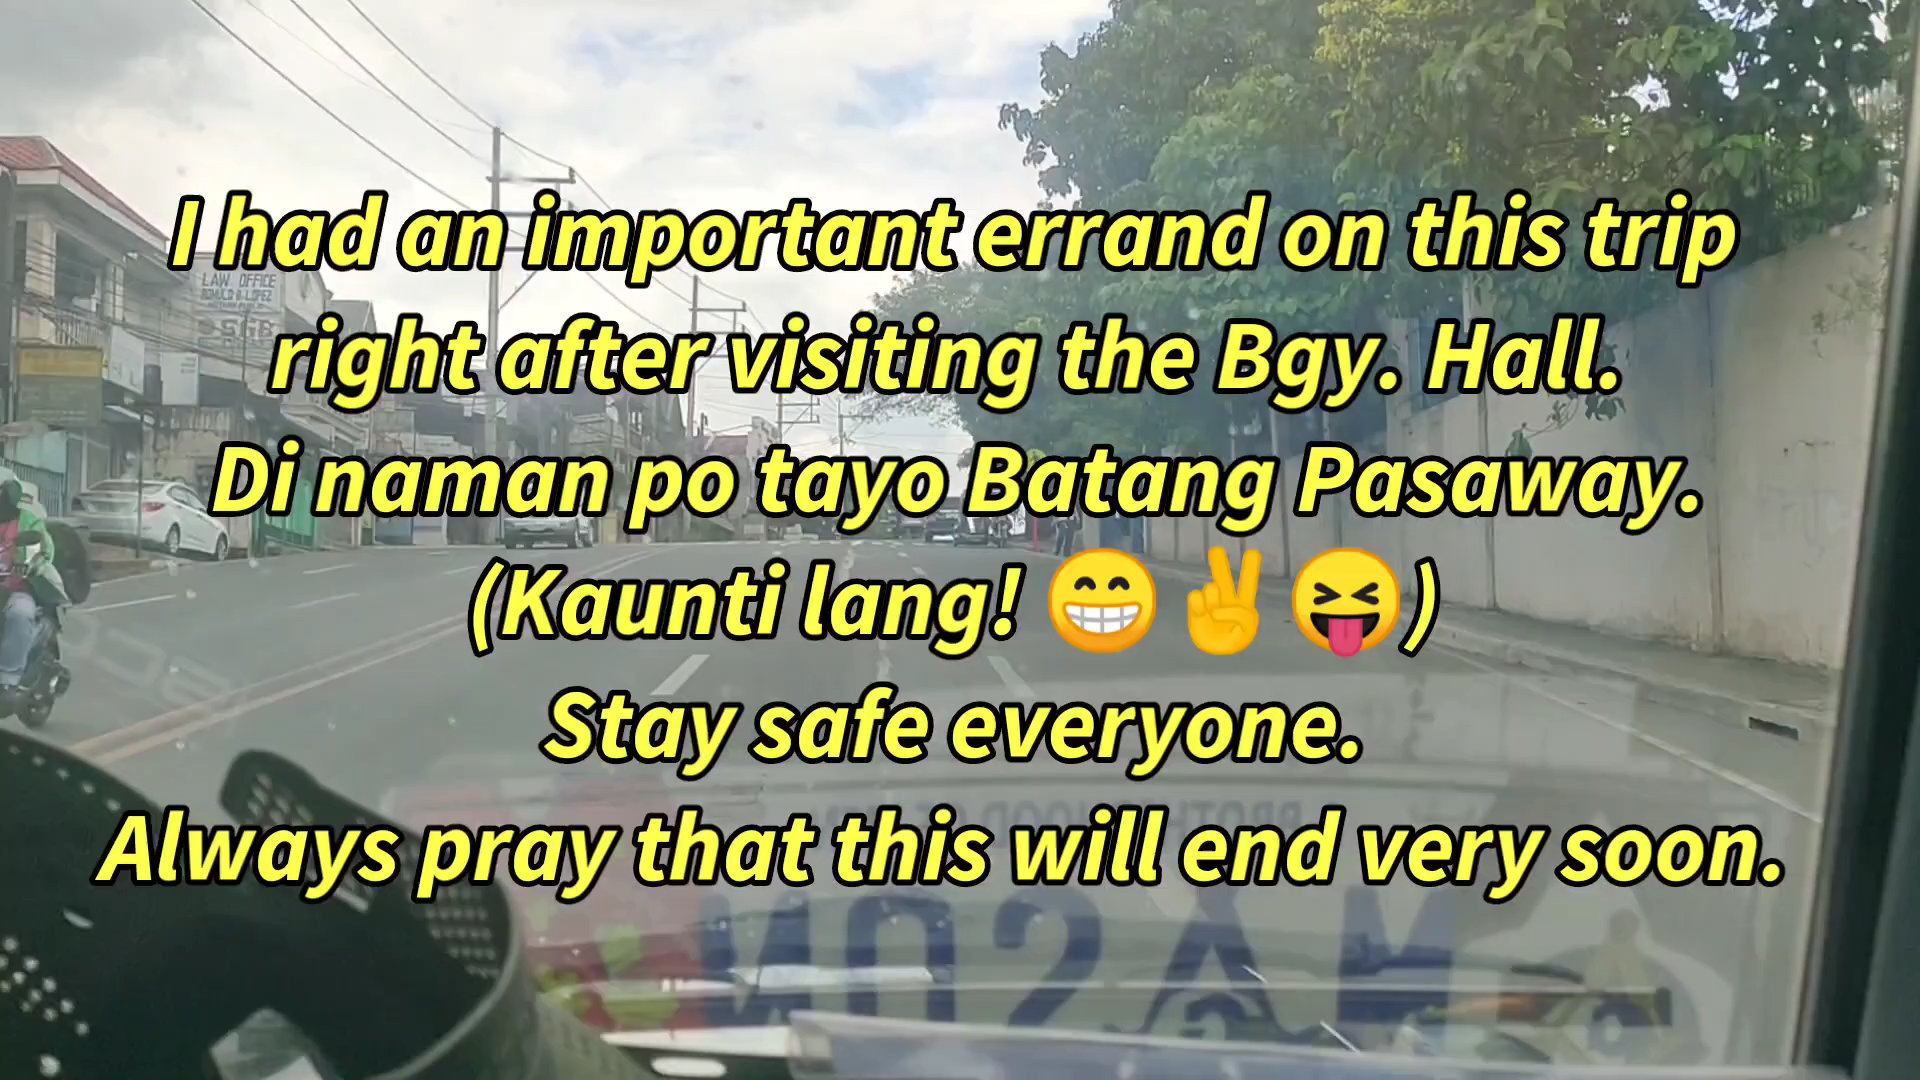 LAW OFFICE
I had an important errand on this trip
right after visiting the Bgy. Hall.
Di naman po tayo Batang Pasaway.
(Kaunti lang! 😁✌️😝)
Stay safe everyone.
Always pray that this will end very soon.
MASON